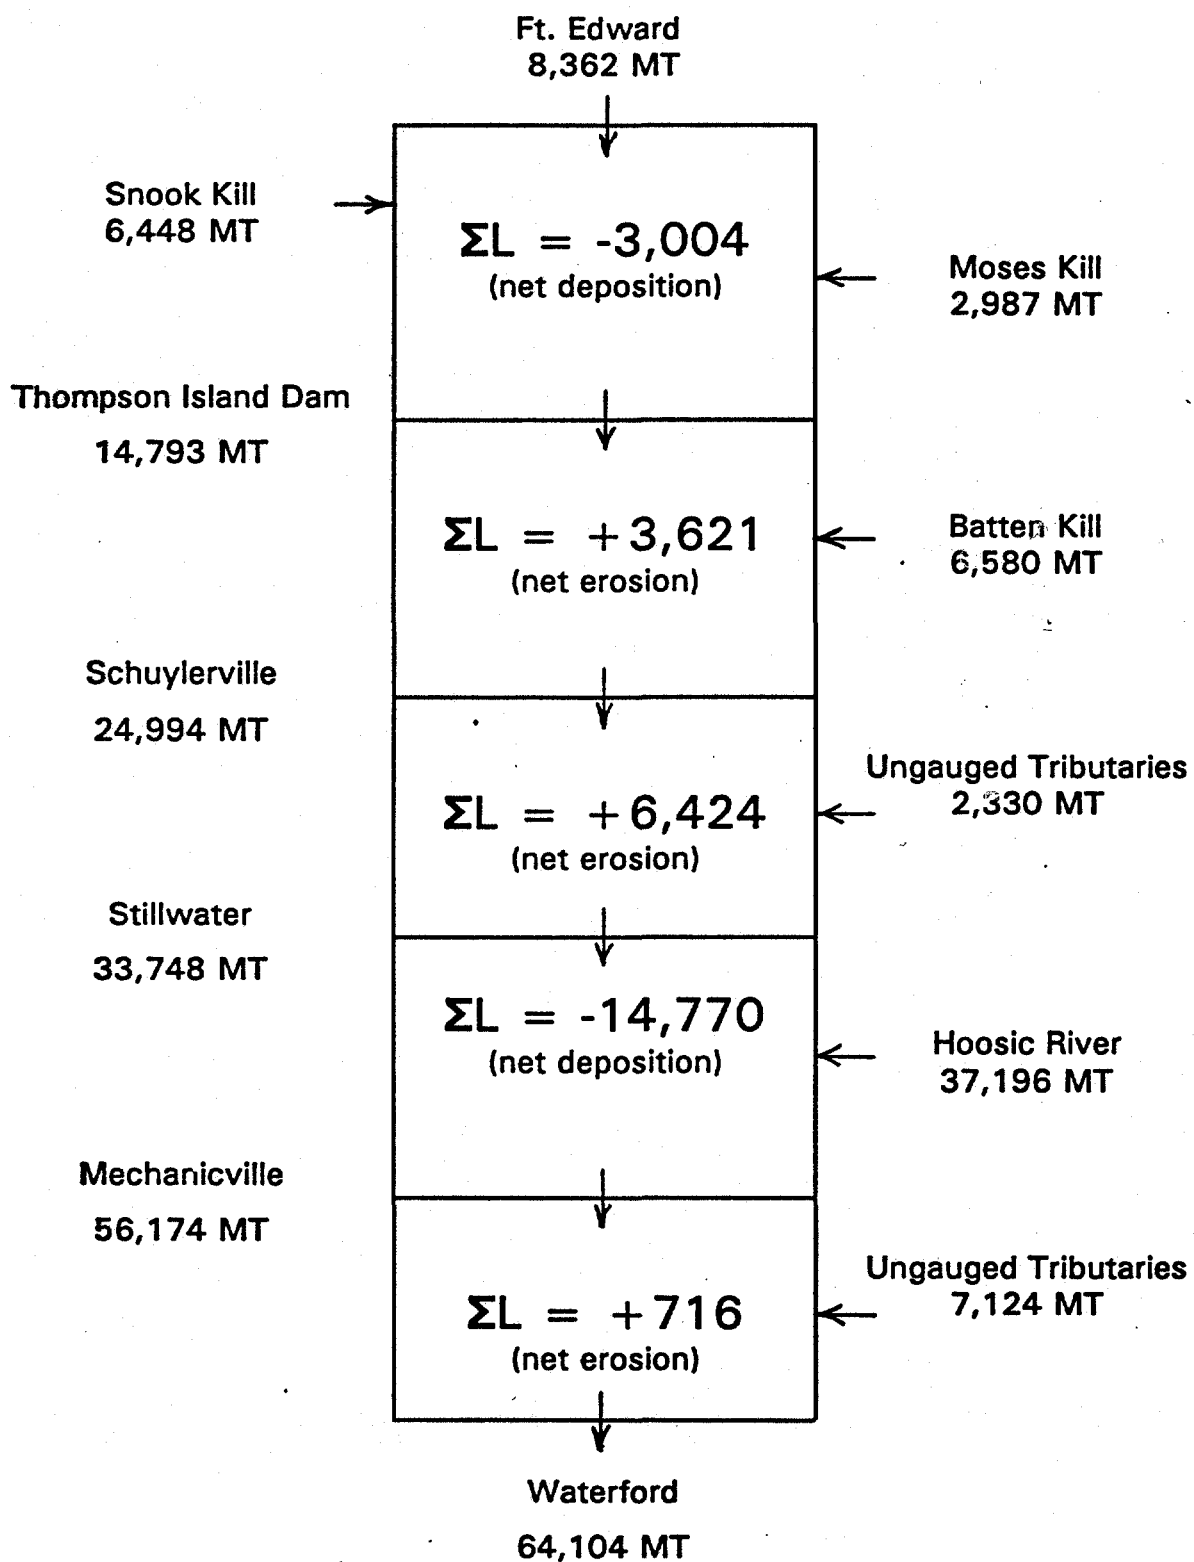 Ft. Edward
8,362 MT
Snook Kill
6,448 MT
ΣL = -3,004
(net deposition)
Moses Kill
2,987 MT
Thompson Island Dam
14,793 MT
ΣL = +3,621
(net erosion)
Batten Kill
6,580 MT
Schuylerville
24,994 MT
Ungauged Tributaries
2,330 MT
ΣL = +6,424
(net erosion)
Stillwater
33,748 MT
ΣL = -14,770
(net deposition)
Hoosic River
37,196 MT
Mechanicville
56,174 MT
Ungauged Tributaries
7,124 MT
ΣL = +716
(net erosion)
Waterford
64,104 MT